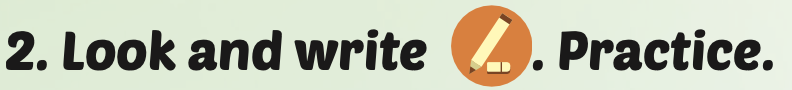 2. Look and write . Practice.